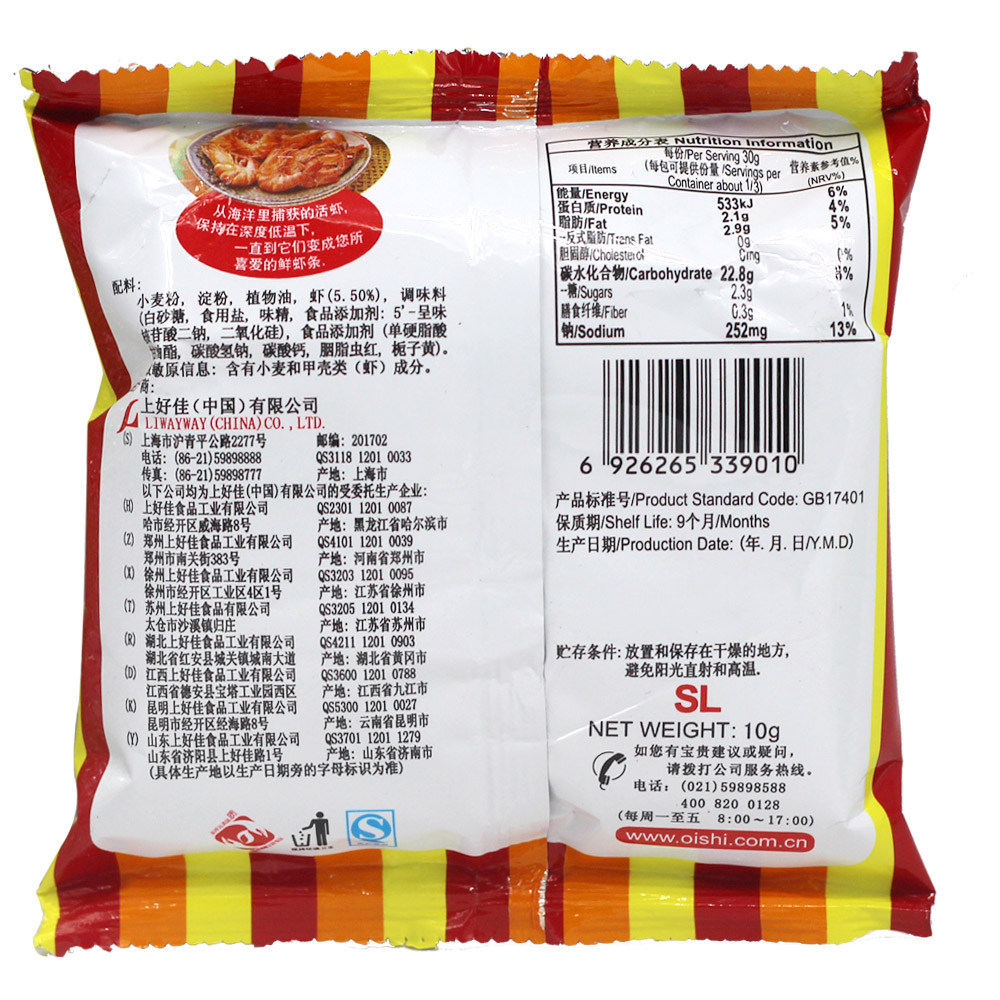 从海洋里捕获的活虾,
保持在深度低温下,
一直到它们变成您所
喜爱的鲜虾条.
配料:
小麦粉, 淀粉, 植物油, 虾(5.50%), 调味料
(白砂糖, 食用盐, 味精, 食品添加剂: 5'-呈味
苷酸二钠, 二氧化硅), 食品添加剂(单硬脂酸
油酯, 碳酸氢钠, 碳酸钙, 胭脂虫红, 栀子黄)。
敏原信息: 含有小麦和甲壳类(虾)成分。
商:
上好佳(中国)有限公司
LIWAYWAY(CHINA)CO., LTD.
(S) 上海市沪青平公路2277号 邮编: 201702
电话: (86-21)59898888 QS3118 1201 0033
传真: (86-21)59898777 产地: 上海市
以下公司均为上好佳(中国)有限公司的受委托生产企业:
(H) 上好佳食品工业有限公司 QS2301 1201 0087
哈市经开区威海路8号 产地: 黑龙江省哈尔滨市
(Z) 郑州上好佳食品工业有限公司 QS4101 1201 0039
郑州市南关街383号 产地: 河南省郑州市
(X) 徐州上好佳食品工业有限公司 QS3203 1201 0095
徐州市经开区工业区4区1号 产地: 江苏省徐州市
(T) 苏州上好佳食品有限公司 QS3205 1201 0134
太仓市沙溪镇归庄 产地: 江苏省苏州市
(R) 湖北上好佳食品工业有限公司 QS4211 1201 0903
湖北省红安县城关镇城南大道 产地: 湖北省黄冈市
(D) 江西上好佳食品工业有限公司 QS3600 1201 0788
江西省德安县宝塔工业园西区 产地: 江西省九江市
(K) 昆明上好佳食品工业有限公司 QS5300 1201 0027
昆明市经开区经海路8号 产地: 云南省昆明市
(Y) 山东上好佳食品工业有限公司 QS3701 1201 1279
山东省济阳县上好佳路1号 产地: 山东省济南市
(具体生产地以生产日期旁的字母标识为准)
营养成分表 Nutrition Information
项目/Items 每份/Per Serving 30g (每包可提供份量/Servings per Container about 1/3) 营养素参考值% (NRV%)
能量/Energy 533kJ 6%
蛋白质/Protein 2.1g 4%
脂肪/Fat 2.9g 5%
--反式脂肪/Trans Fat 0g
胆固醇/Cholesterol 0mg 0%
碳水化合物/Carbohydrate 22.8g 8%
--糖/Sugars 2.3g
膳食纤维/Fiber 0.3g 1%
钠/Sodium 252mg 13%
6 926265 339010
产品标准号/Product Standard Code: GB17401
保质期/Shelf Life: 9个月/Months
生产日期/Production Date: (年. 月. 日/Y.M.D)
贮存条件: 放置和保存在干燥的地方,
避免阳光直射和高温.
SL
NET WEIGHT: 10g
如您有宝贵建议或疑问,
请拨打公司服务热线。
电话: (021)59898588
400 820 0128
(每周一至五 8:00~17:00)
www.oishi.com.cn